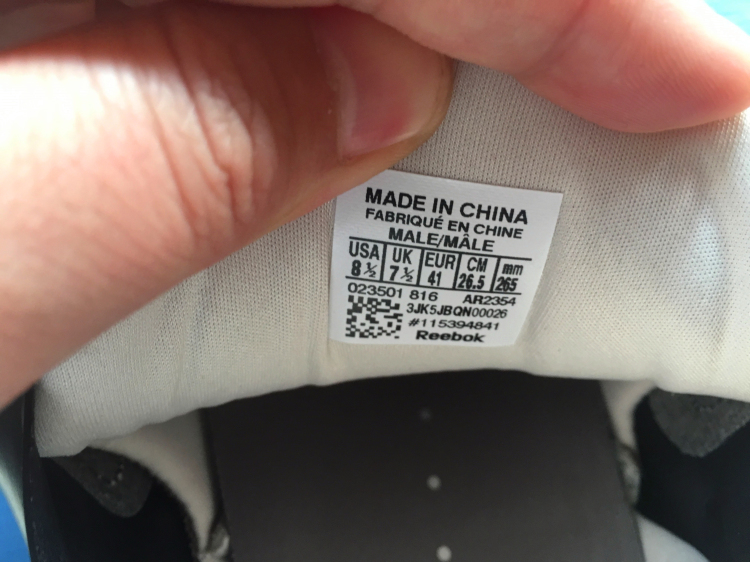 MADE IN CHINA
FABRIQUÉ EN CHINE
MALE/MÂLE
USA UK EUR CM mm
8½ 7½ 41 26.5 265
023501 816 AR2354
3JK5JBQN00026
#115394841
Reebok